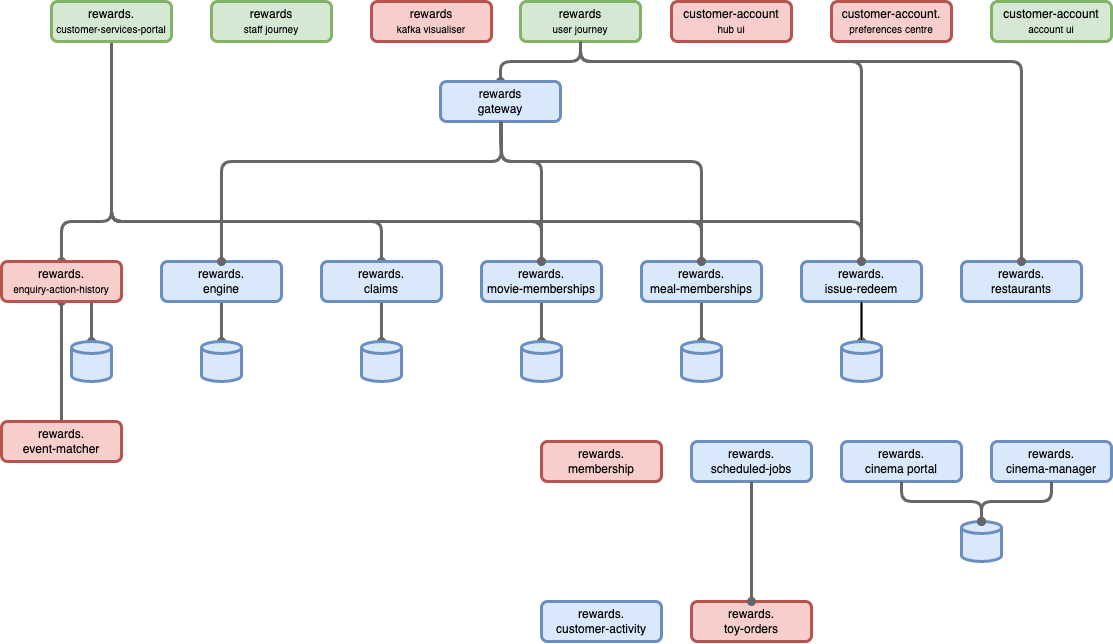 rewards.
customer-services-portal
rewards
staff journey
rewards
kafka visualiser
rewards
user journey
customer-account
hub ui
customer-account.
preferences centre
customer-account
account ui
rewards
gateway
rewards.
enquiry-action-history
rewards.
engine
rewards.
claims
rewards.
movie-memberships
rewards.
meal-memberships
rewards.
issue-redeem
rewards.
restaurants
rewards.
event-matcher
rewards.
membership
rewards.
scheduled-jobs
rewards.
cinema portal
rewards.
cinema-manager
rewards.
customer-activity
rewards.
toy-orders